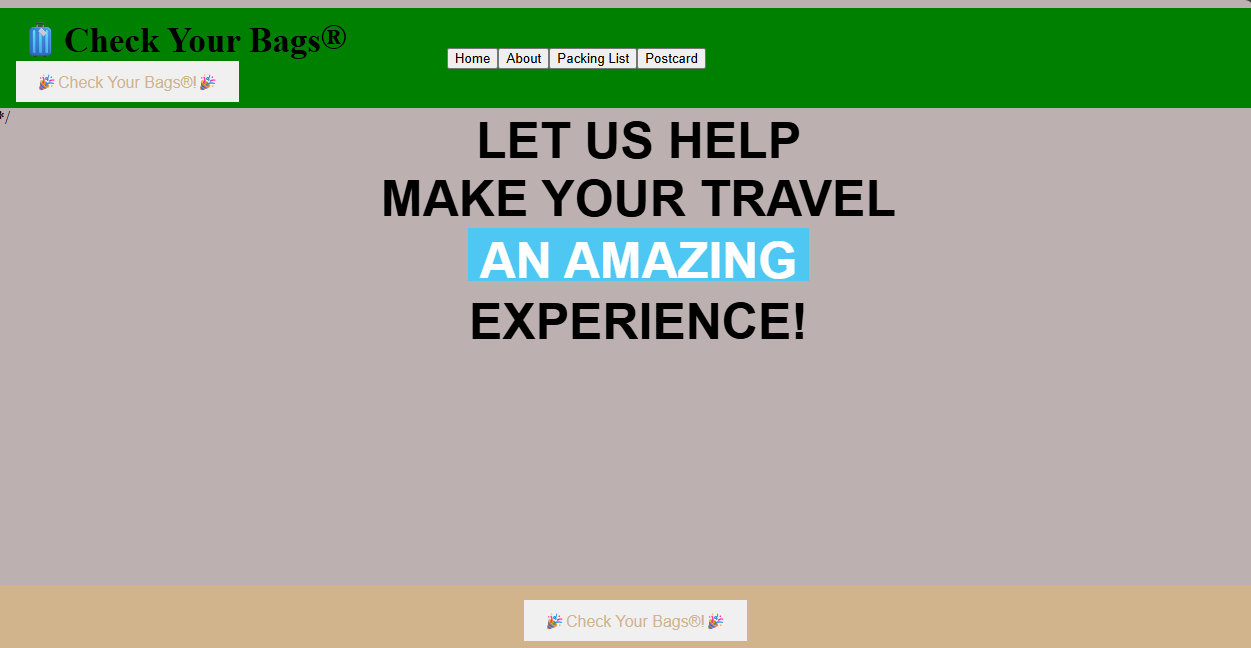 🧳 Check Your Bags®
🎉 Check Your Bags®! 🎉
Home About Packing List Postcard
*/
LET US HELP
MAKE YOUR TRAVEL
AN AMAZING
EXPERIENCE!
🎉 Check Your Bags®! 🎉